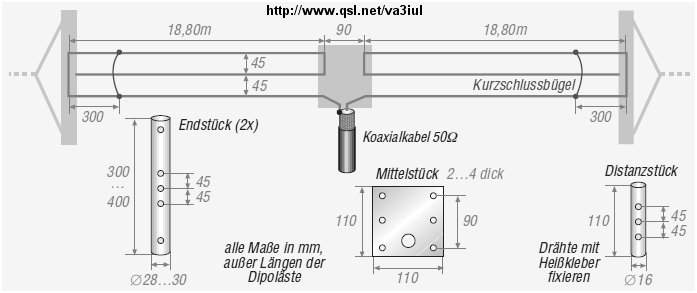 http://www.qsl.net/va3iul
18,80m 90 18,80m
45
45
Kurzschlussbügel
300
300
Endstück (2x)
Koaxialkabel 50Ω
Mittelstück 2...4 dick
Distanzstück
300
...
400
45
45
110
90
110
45
45
alle Maße in mm,
außer Längen der
Dipoläste
110
Drähte mit
Heißkleber
fixieren
Ø28...30
Ø16